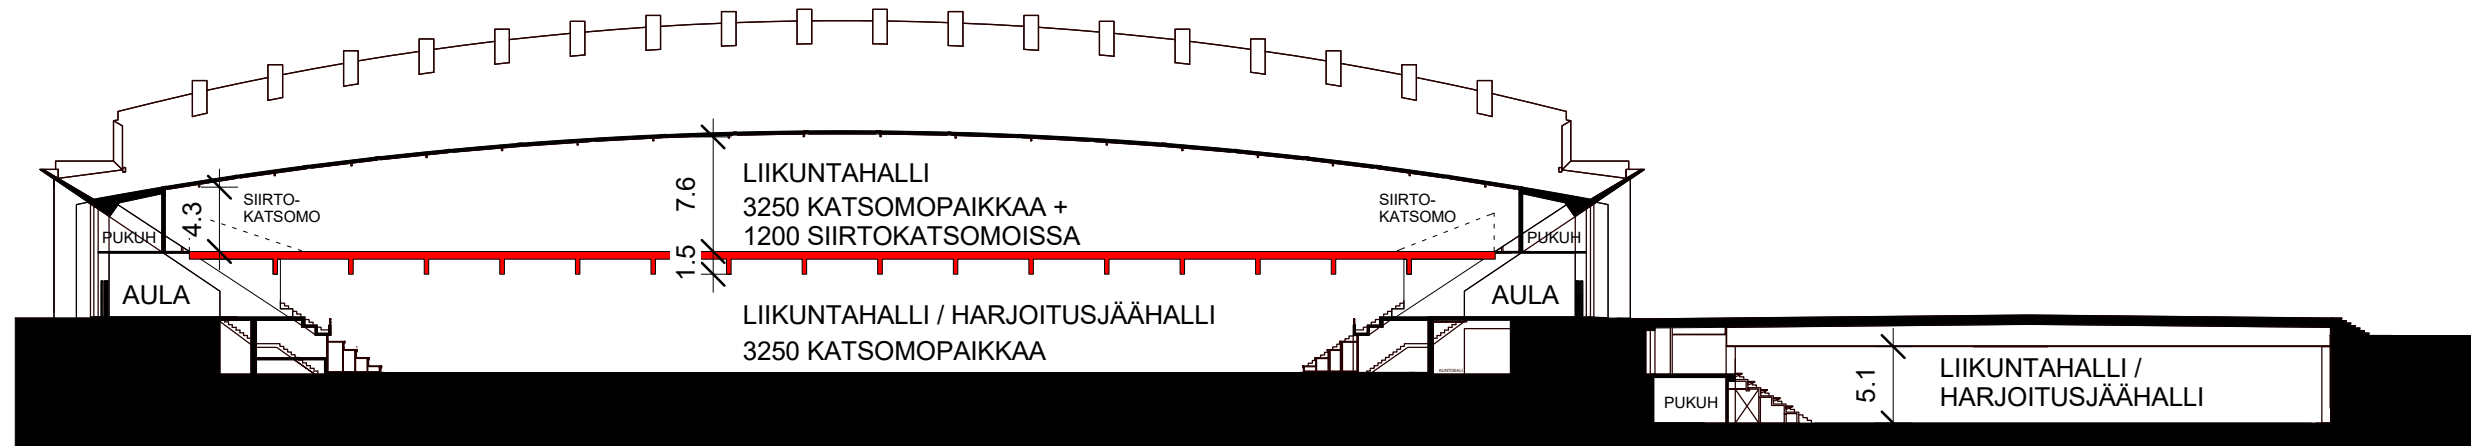 LIIKUNTAHALLI
3250 KATSOMOPAIKKAA +
1200 SIIRTOKATSOMOISSA
7.6
1.5
4.3
SIIRTO-
KATSOMO
SIIRTO-
KATSOMO
PUKUH
PUKUH
AULA
AULA
LIIKUNTAHALLI / HARJOITUSJÄÄHALLI
3250 KATSOMOPAIKKAA
KUNTOSALI
5.1
LIIKUNTAHALLI /
HARJOITUSJÄÄHALLI
PUKUH